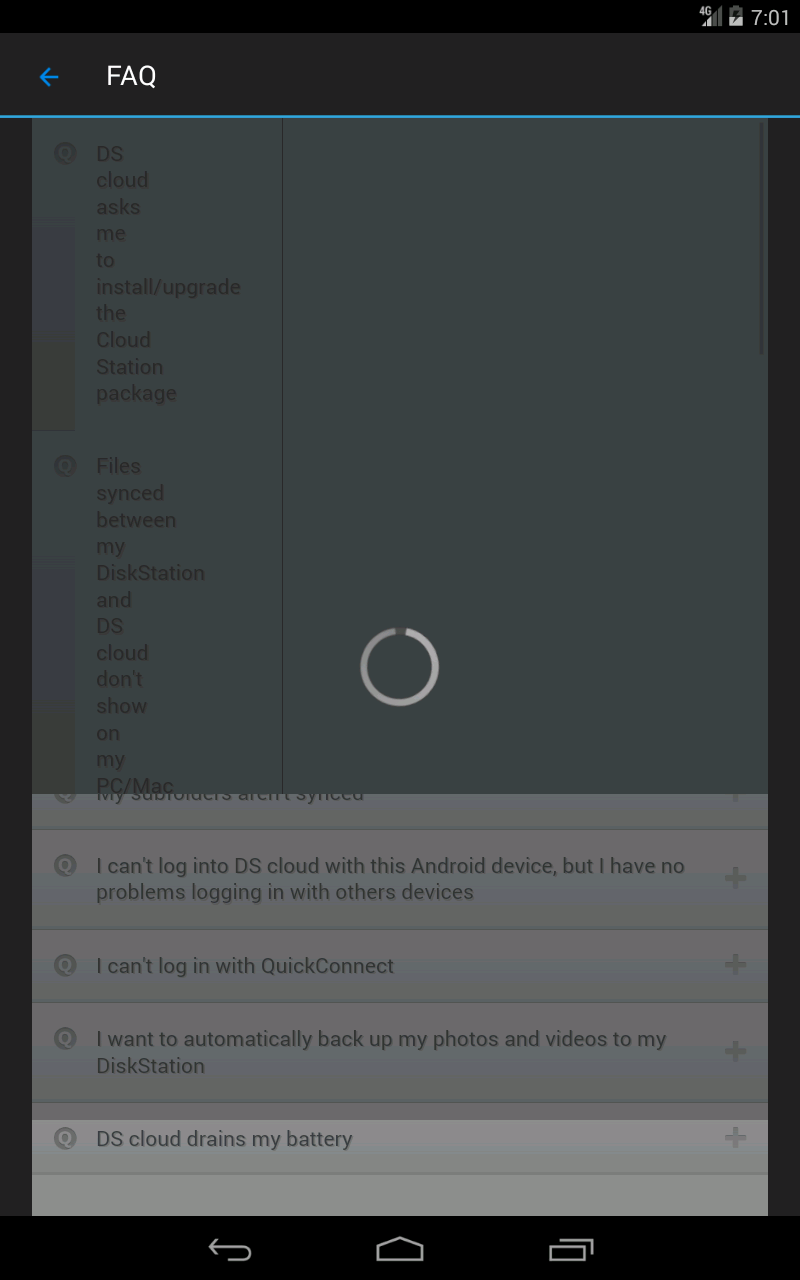 4G 7:01
FAQ
Q DS
cloud
asks
me
to
install/upgrade
the
Cloud
Station
package
Q Files
synced
between
my
DiskStation
and
DS
cloud
don't
show
on
my
PC/Mac
Q My subfolders aren't synced
Q I can't log into DS cloud with this Android device, but I have no
problems logging in with others devices
Q I can't log in with QuickConnect
Q I want to automatically back up my photos and videos to my
DiskStation
Q DS cloud drains my battery